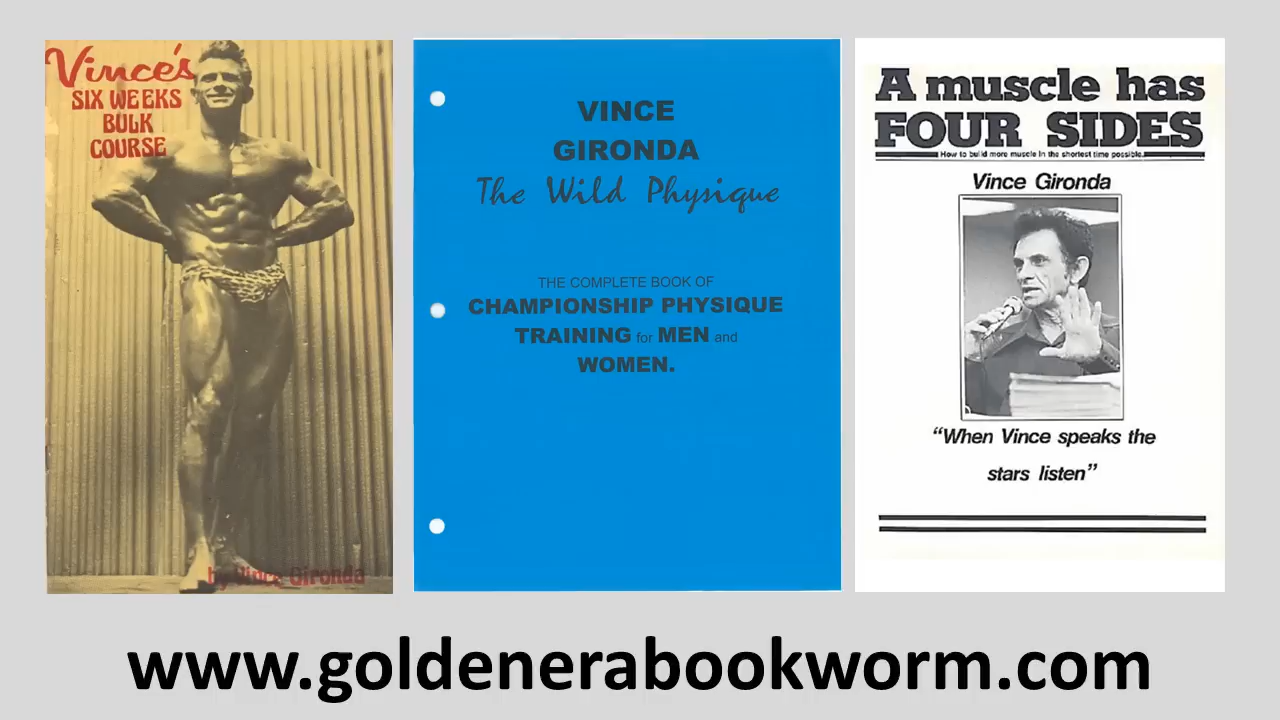 Vince's
SIX WEEKS
BULK
COURSE
by Vince Gironda
VINCE
GIRONDA
The Wild Physique
THE COMPLETE BOOK OF
CHAMPIONSHIP PHYSIQUE
TRAINING for MEN and
WOMEN.
A muscle has
FOUR SIDES
How to build more muscle in the shortest time possible.
Vince Gironda
"When Vince speaks the
stars listen"
www.goldenerabookworm.com